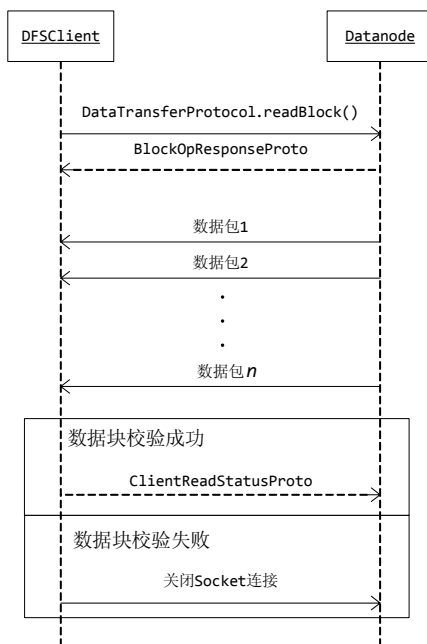 DFSClient
Datanode
DataTransferProtocol.readBlock()
BlockOpResponseProto
数据包1
数据包2
.
.
.
数据包n
数据块校验成功
ClientReadStatusProto
数据块校验失败
关闭Socket连接